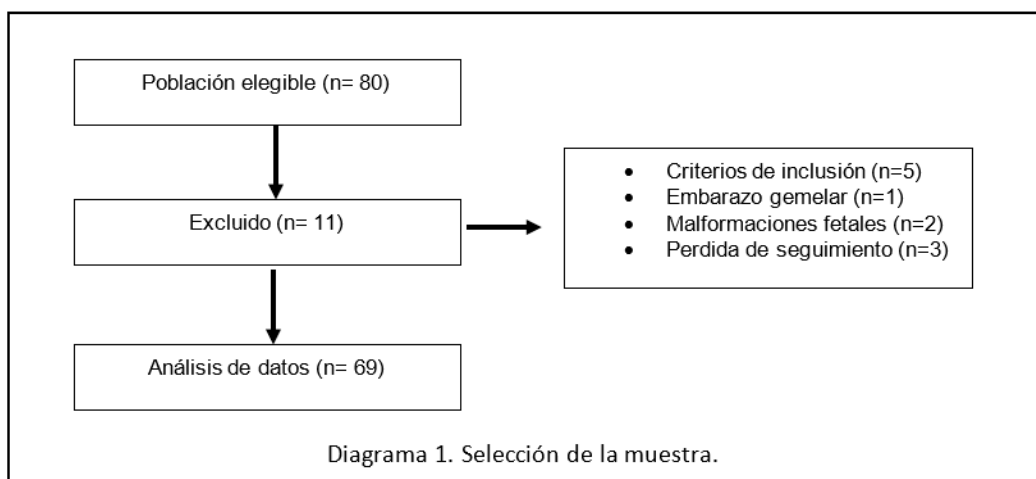 Población elegible (n= 80)
Excluido (n= 11)
• Criterios de inclusión (n=5)
• Embarazo gemelar (n=1)
• Malformaciones fetales (n=2)
• Perdida de seguimiento (n=3)
Análisis de datos (n= 69)
Diagrama 1. Selección de la muestra.